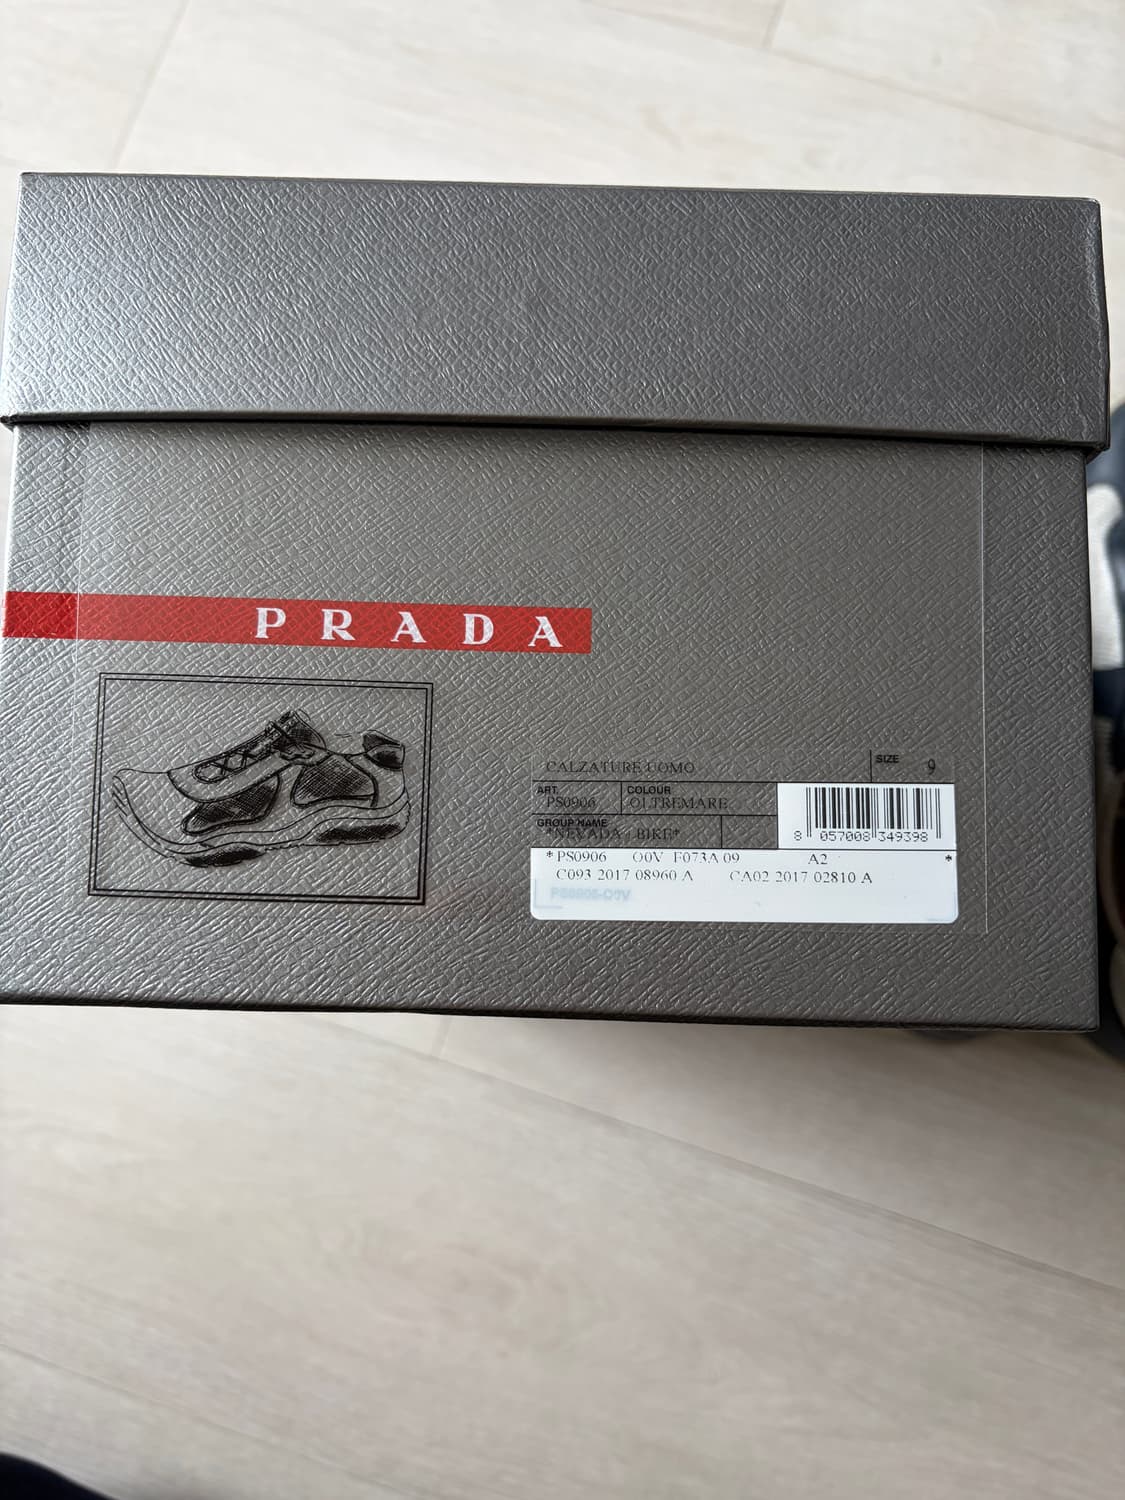 PRADA
CALZATURE UOMO
SIZE 9
ART. PS0906
COLOUR OLTREMARE
GROUP NAME
*NEVADA BIKE*
8 057008 349398
* PS0906 O0V F073A 09 A2 *
C093 2017 08960 A CA02 2017 02810 A